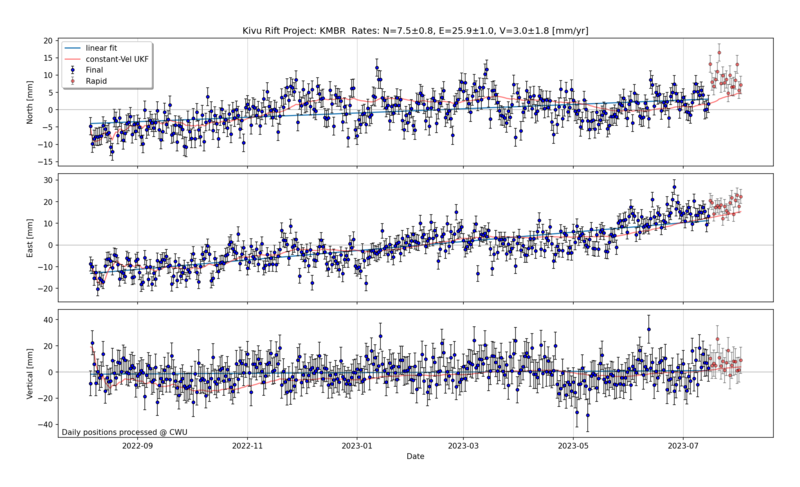 Kivu Rift Project: KMBR Rates: N=7.5±0.8, E=25.9±1.0, V=3.0±1.8 [mm/yr]
linear fit
constant-Vel UKF
Final
Rapid
North [mm]
20
15
10
5
0
−5
−10
−15
East [mm]
30
20
10
0
−10
−20
Vertical [mm]
40
20
0
−20
−40
Daily positions processed @ CWU
2022-09
2022-11
2023-01
2023-03
2023-05
2023-07
Date